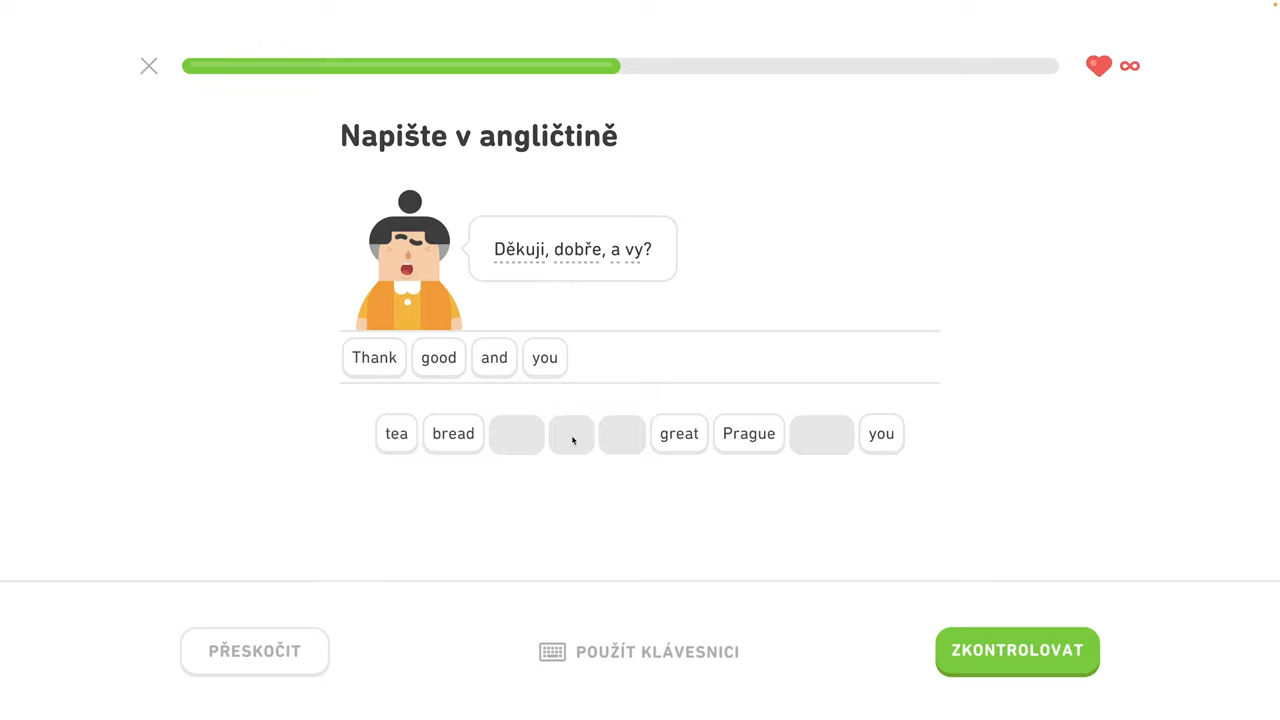 Napište v angličtině
Děkuji, dobře, a vy?
Thank good and you
tea bread great Prague you
PŘESKOČIT POUŽÍT KLÁVESNICI ZKONTROLOVAT